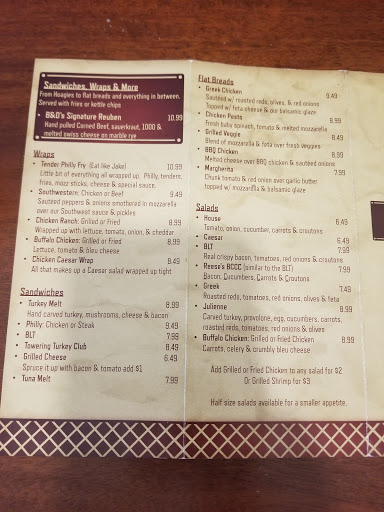 Sandwiches, Wraps & More
From Hoagies to flat breads and everything in between.
Served with fries or kettle chips
• B&D's Signature Reuben 10.99
Hand pulled Corned Beef, sauerkraut, 1000 &
melted swiss cheese on marble rye
Wraps
• Tender Philly Fry (Eat like Jake) 10.99
Little bit of everything all wrapped up. Philly, tenders,
fries, mozz sticks, cheese & special sauce.
• Southwestern: Chicken or Beef 9.49
Sauteed peppers & onions smothered in mozzarella
over our Southwest sauce & pickles
• Chicken Ranch: Grilled or Fried 8.99
Wrapped up with lettuce, tomato, onion, & cheddar
• Buffalo Chicken: Grilled or Fried 8.99
Lettuce, tomato & bleu cheese
• Chicken Caesar Wrap 8.49
All that makes up a Caesar salad wrapped up tight
Sandwiches
• Turkey Melt 8.99
Hand carved turkey, mushrooms, cheese & bacon
• Philly: Chicken or Steak 9.49
• BLT 7.99
• Towering Turkey Club 8.49
• Grilled Cheese 6.49
Spruce it up with bacon & tomato add $1
• Tuna Melt 7.99
Flat Breads
• Greek Chicken 9.49
Sauteed w/ roasted reds, olives, & red onions
Topped w/ feta cheese & our balsamic glaze
• Chicken Pesto 8.99
Fresh baby spinach, tomato & melted mozzarella
• Grilled Veggie 8.49
Blend of mozzarella & feta over fresh veggies
• BBQ Chicken 8.99
Melted cheese over BBQ chicken & sauteed onions
• Margherita 7.99
Chunk tomato & red onion over garlic butter
topped w/ mozzarella & balsamic glaze
Salads
• House 6.49
Tomato, onion, cucumber, carrots & croutons
• Caesar 6.49
• BLT 7.99
Real crispy bacon, tomatoes, red onions & croutons
• Reese's BCCC (similar to the BLT) 7.99
Bacon, Cucumbers, Carrots & Croutons
• Greek 7.49
Roasted reds, tomatoes, red onions, olives & feta
• Julienne 8.99
Carved turkey, provolone, egg, cucumbers, carrots,
roasted reds, tomatoes, red onions & olives
• Buffalo Chicken: Grilled or Fried Chicken 8.99
Carrots, celery & crumbly bleu cheese
Add Grilled or Fried Chicken to any salad for $2
Or Grilled Shrimp for $3
Half size salads available for a smaller appetite.